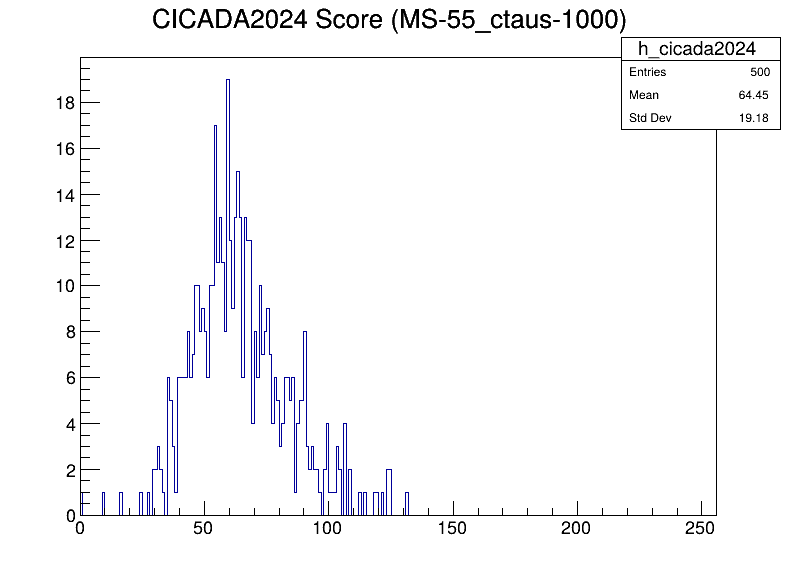 CICADA2024 Score (MS-55_ctaus-1000)
h_cicada2024
Entries 500
Mean 64.45
Std Dev 19.18
18
16
14
12
10
8
6
4
2
0
0 50 100 150 200 250